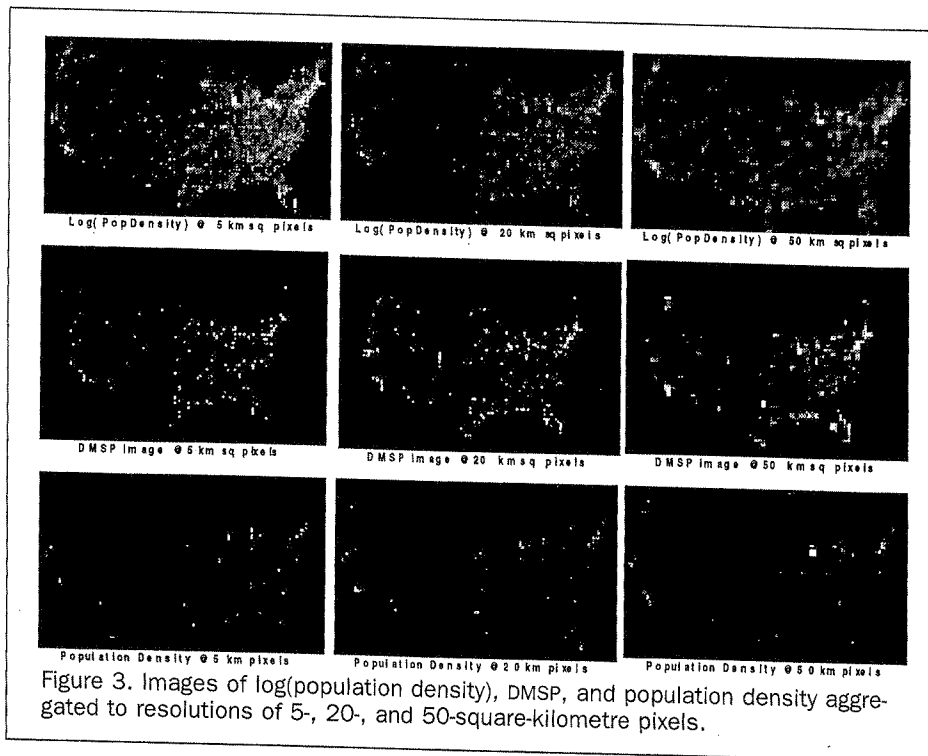 Log( PopDensity) @ 5 km sq pixels
Log( PopDensity) @ 20 km sq pixels
Log( PopDensity) @ 50 km sq pixels
DMSP Image @ 5 km sq pixels
DMSP Image @ 20 km sq pixels
DMSP Image @ 50 km sq pixels
Population Density @ 5 km pixels
Population Density @ 20 km pixels
Population Density @ 50 km pixels
Figure 3. Images of log(population density), DMSP, and population density aggre-
gated to resolutions of 5-, 20-, and 50-square-kilometre pixels.